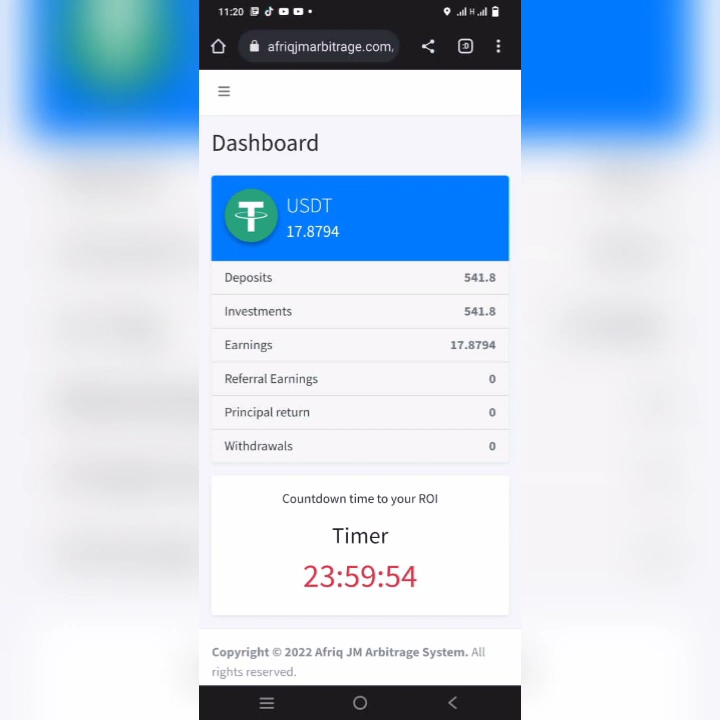 11:20
afriqjmarbitrage.com,
:D
H
Dashboard
USDT
17.8794
Deposits 541.8
Investments 541.8
Earnings 17.8794
Referral Earnings 0
Principal return 0
Withdrawals 0
Countdown time to your ROI
Timer
23:59:54
Copyright © 2022 Afriq JM Arbitrage System. All
rights reserved.